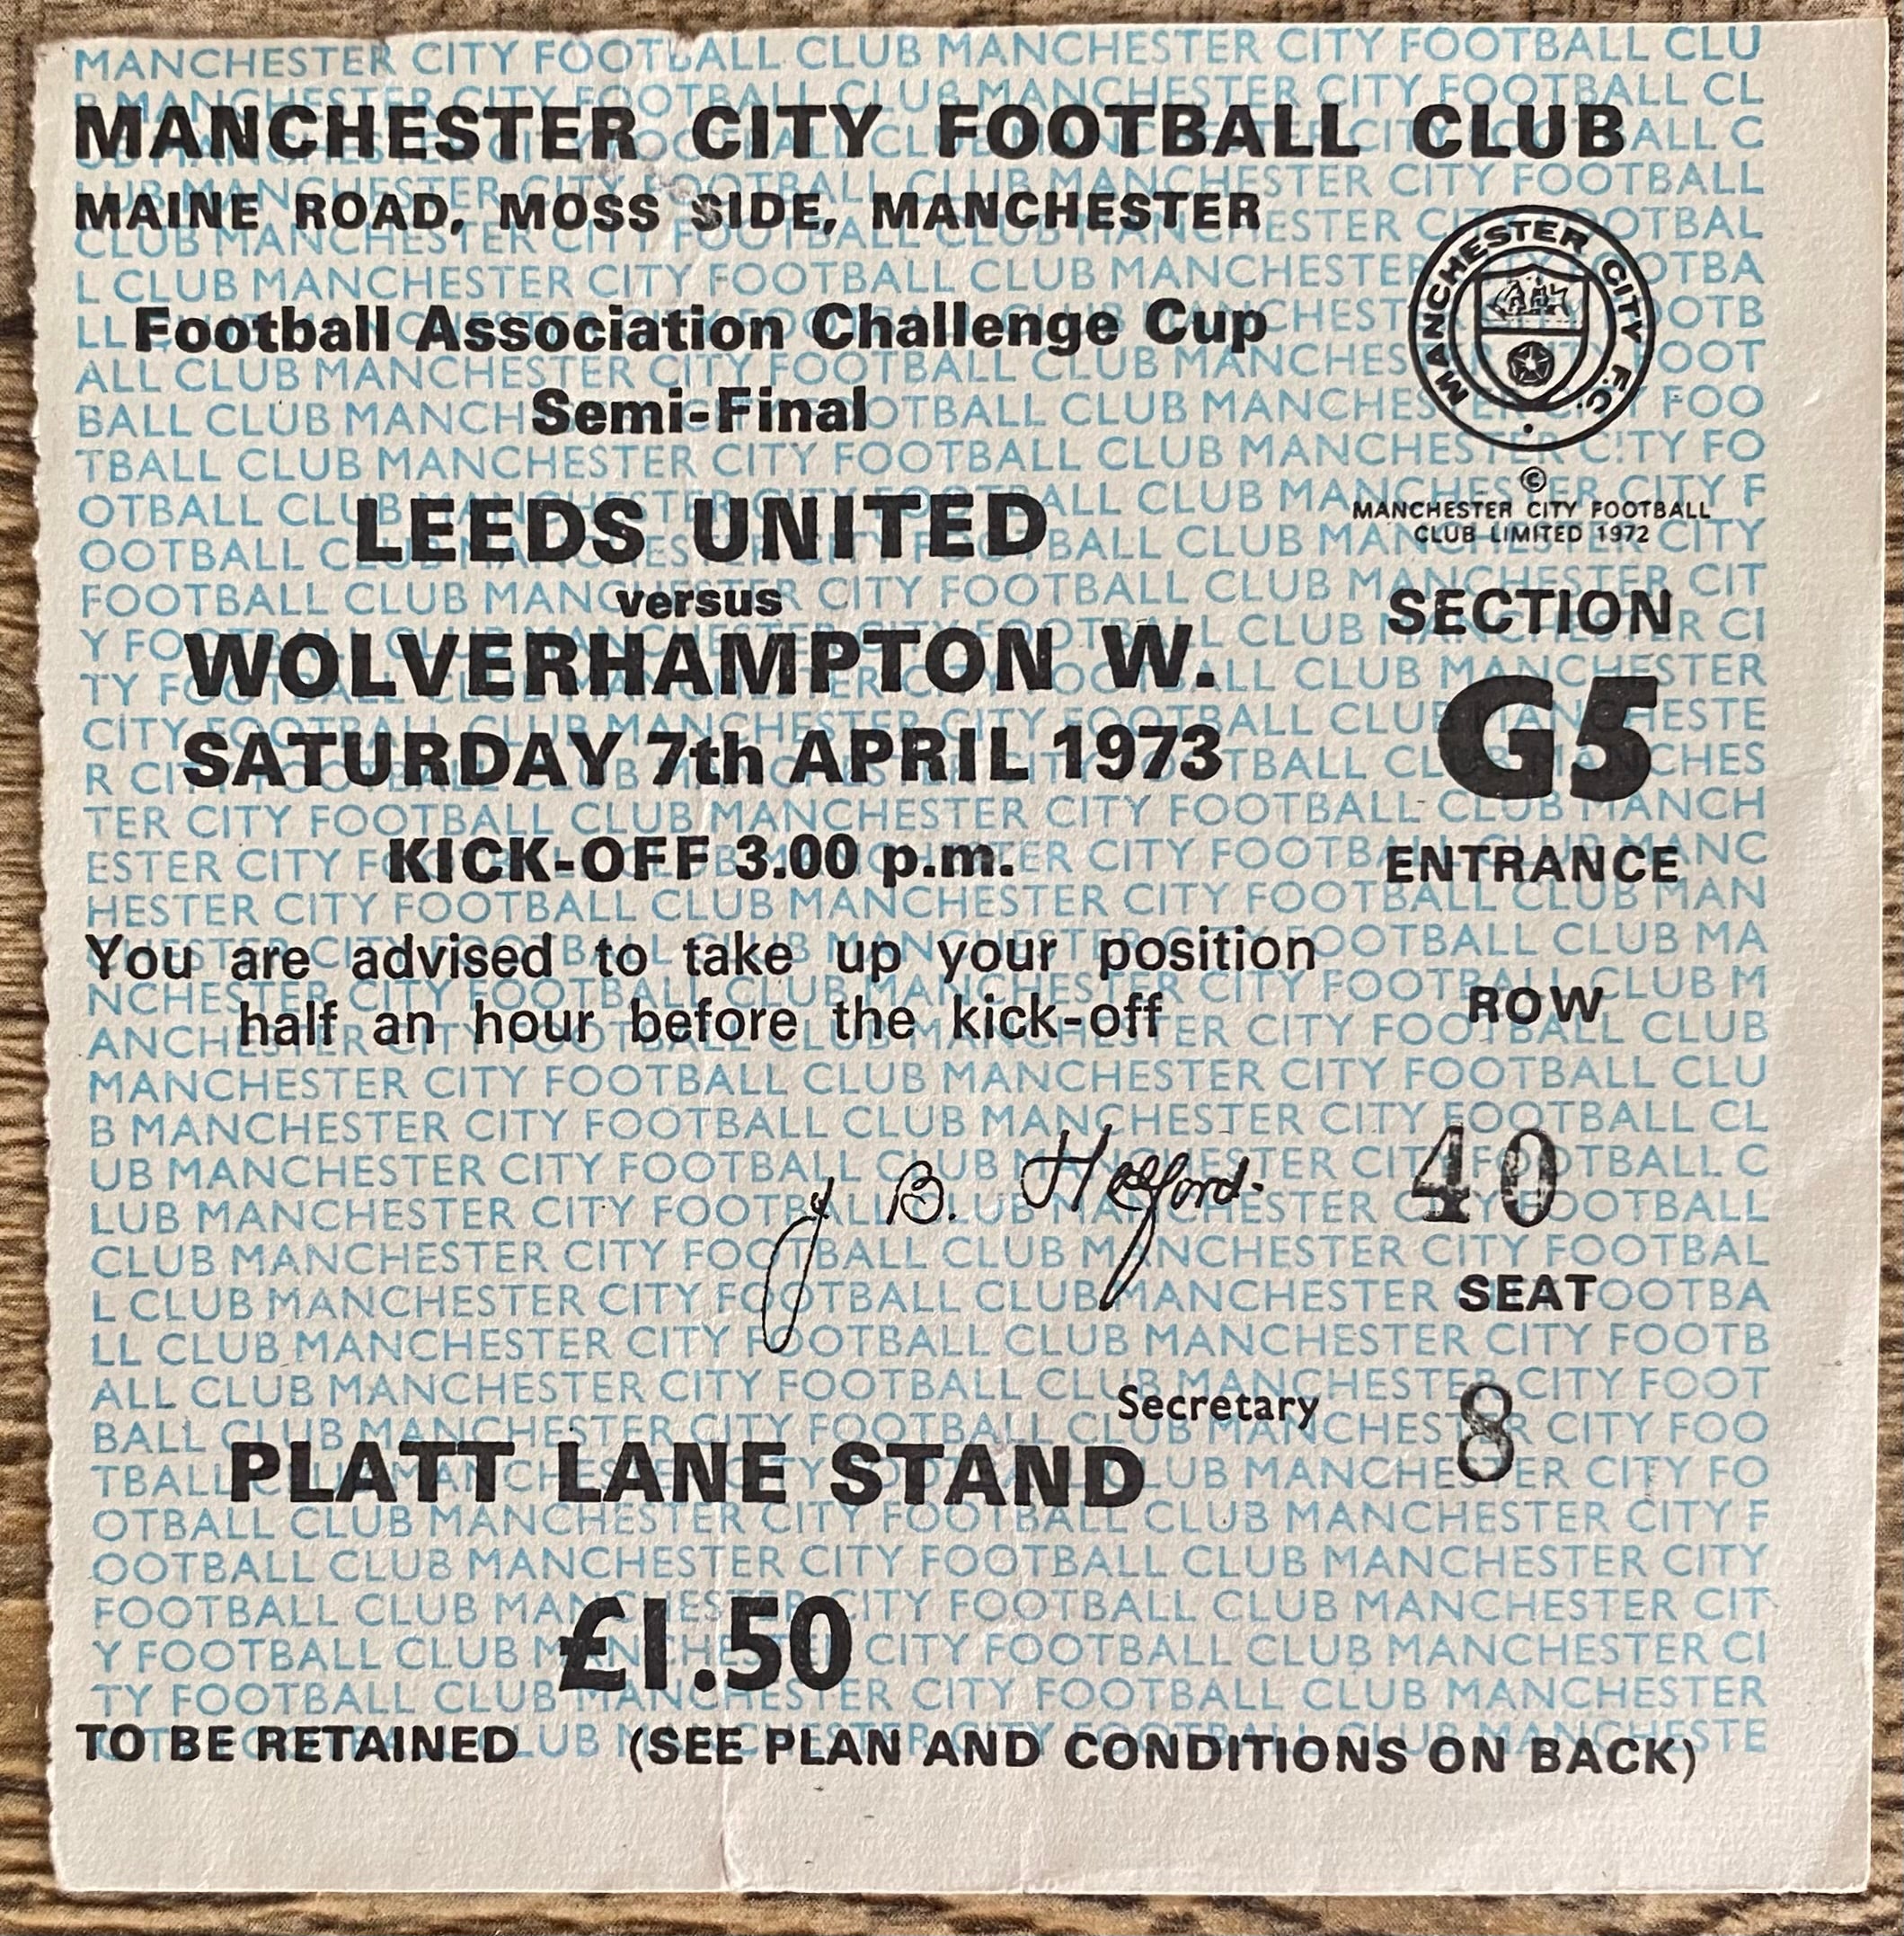 MANCHESTER CITY FOOTBALL CLUB
MAINE ROAD, MOSS SIDE, MANCHESTER
Football Association Challenge Cup
Semi-Final
MANCHESTER CITY F.C.
©
MANCHESTER CITY FOOTBALL
CLUB LIMITED 1972
LEEDS UNITED
versus
WOLVERHAMPTON W.
SATURDAY 7th APRIL 1973
KICK-OFF 3.00 p.m.
You are advised to take up your position
half an hour before the kick-off
J B. Halford.
Secretary
SECTION
G5
ENTRANCE
ROW
40
SEAT
8
PLATT LANE STAND
£1.50
TO BE RETAINED (SEE PLAN AND CONDITIONS ON BACK)